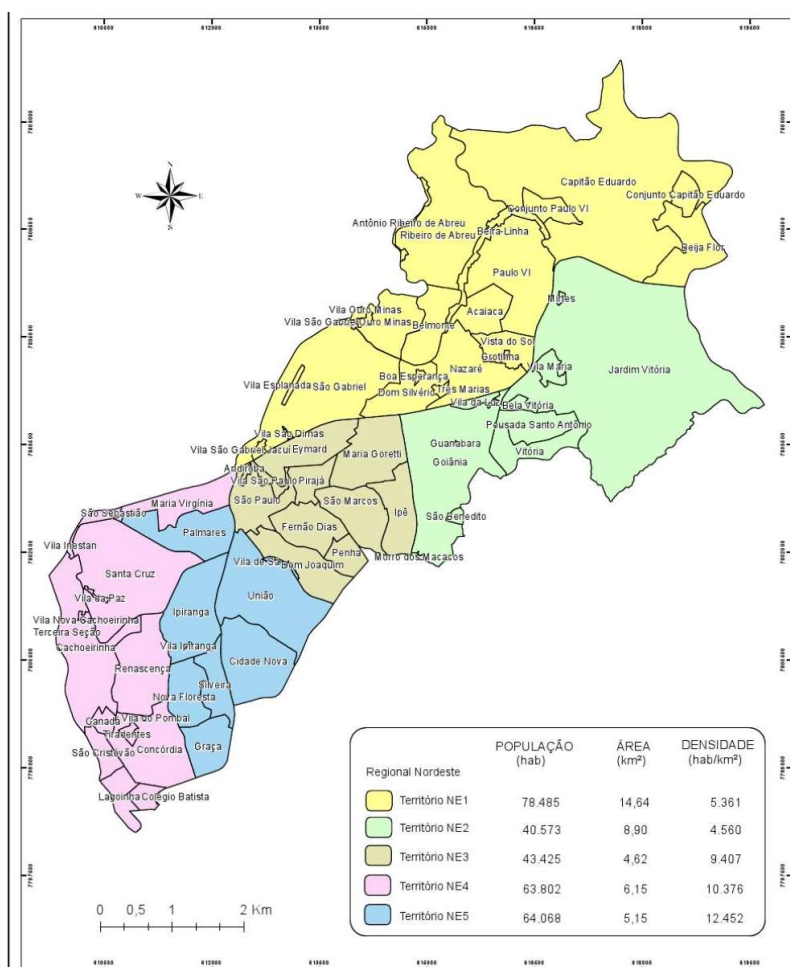 N
W E
S
Capitão Eduardo
Conjunto Capitão Eduardo
Conjunto Paulo VI
Antônio Ribeiro de Abreu
Ribeiro de Abreu
Beira-Linha
Beija Flor
Paulo VI
Acaiaca
Mirtes
Vila Ouro Minas
Vila São Gabriel
Ouro Minas
Belmonte
Vista do Sol
Grotinha
Nazaré
Vila Maria
Jardim Vitória
Boa Esperança
Vila Esplanada
São Gabriel
Dom Silvério
Três Marias
Vila da Luz
Bela Vitória
Pousada Santo Antônio
Vila São Dimas
Guanabara
Vitória
Vila São Gabriel Jacuí
Eymard
Maria Goretti
Goiânia
Andiroba
Vila São Paulo
Pirajá
Maria Virgínia
São Paulo
São Marcos
Ipê
São Sebastião
São Benedito
Palmares
Fernão Dias
Vila Inestan
Penha
Morro dos Macacos
Vila de Sá
Dom Joaquim
Santa Cruz
Vila da Paz
Ipiranga
União
Vila Nova Cachoeirinha
Terceira Seção
Cachoeirinha
Vila Ipiranga
Cidade Nova
Renascença
Silveira
Nova Floresta
Canadá
Vila do Pombal
Tiradentes
São Cristóvão
Concórdia
Graça
Lagoinha
Colégio Batista
Regional Nordeste POPULAÇÃO (hab) ÁREA (km²) DENSIDADE (hab/km²)
Território NE1 78.485 14,64 5.361
Território NE2 40.573 8,90 4.560
Território NE3 43.425 4,62 9.407
Território NE4 63.802 6,15 10.376
Território NE5 64.068 5,15 12.452
0 0,5 1 2 Km